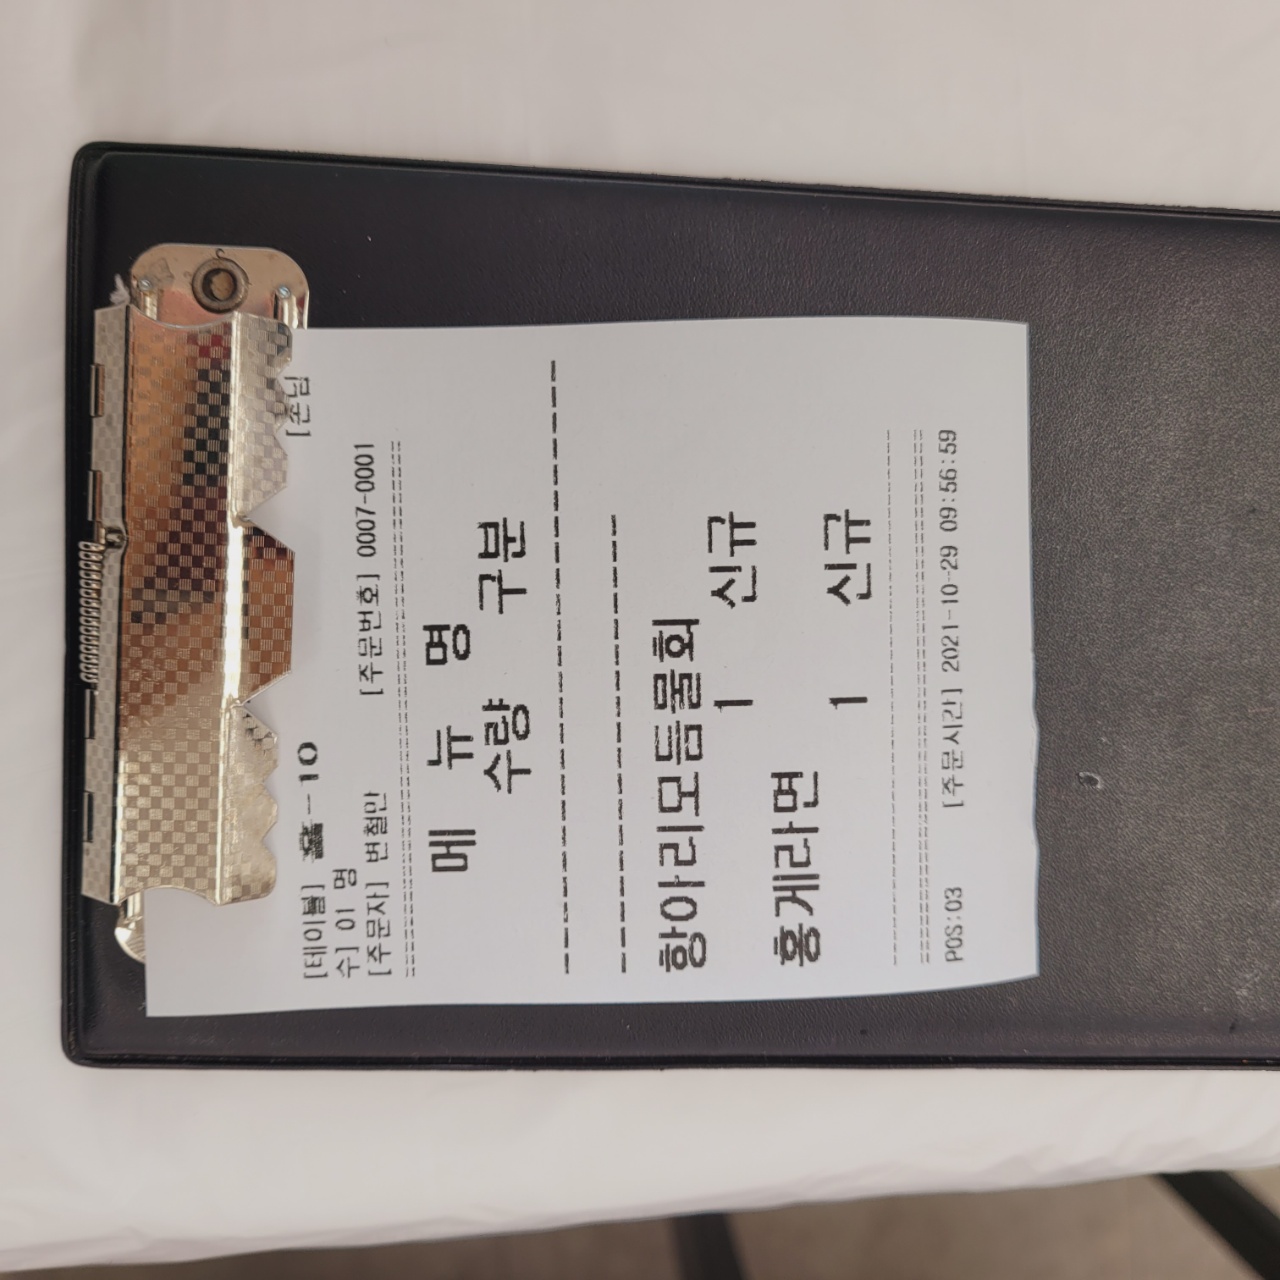 [테이블] 홀-10 [손님
수] 01 명
[주문자] 변철만 [주문번호] 0007-0001
메 뉴 명
수량 구분
항아리모듬물회
1 신규
홍게라면
1 신규
POS:03 [주문시간] 2021-10-29 09:56:59